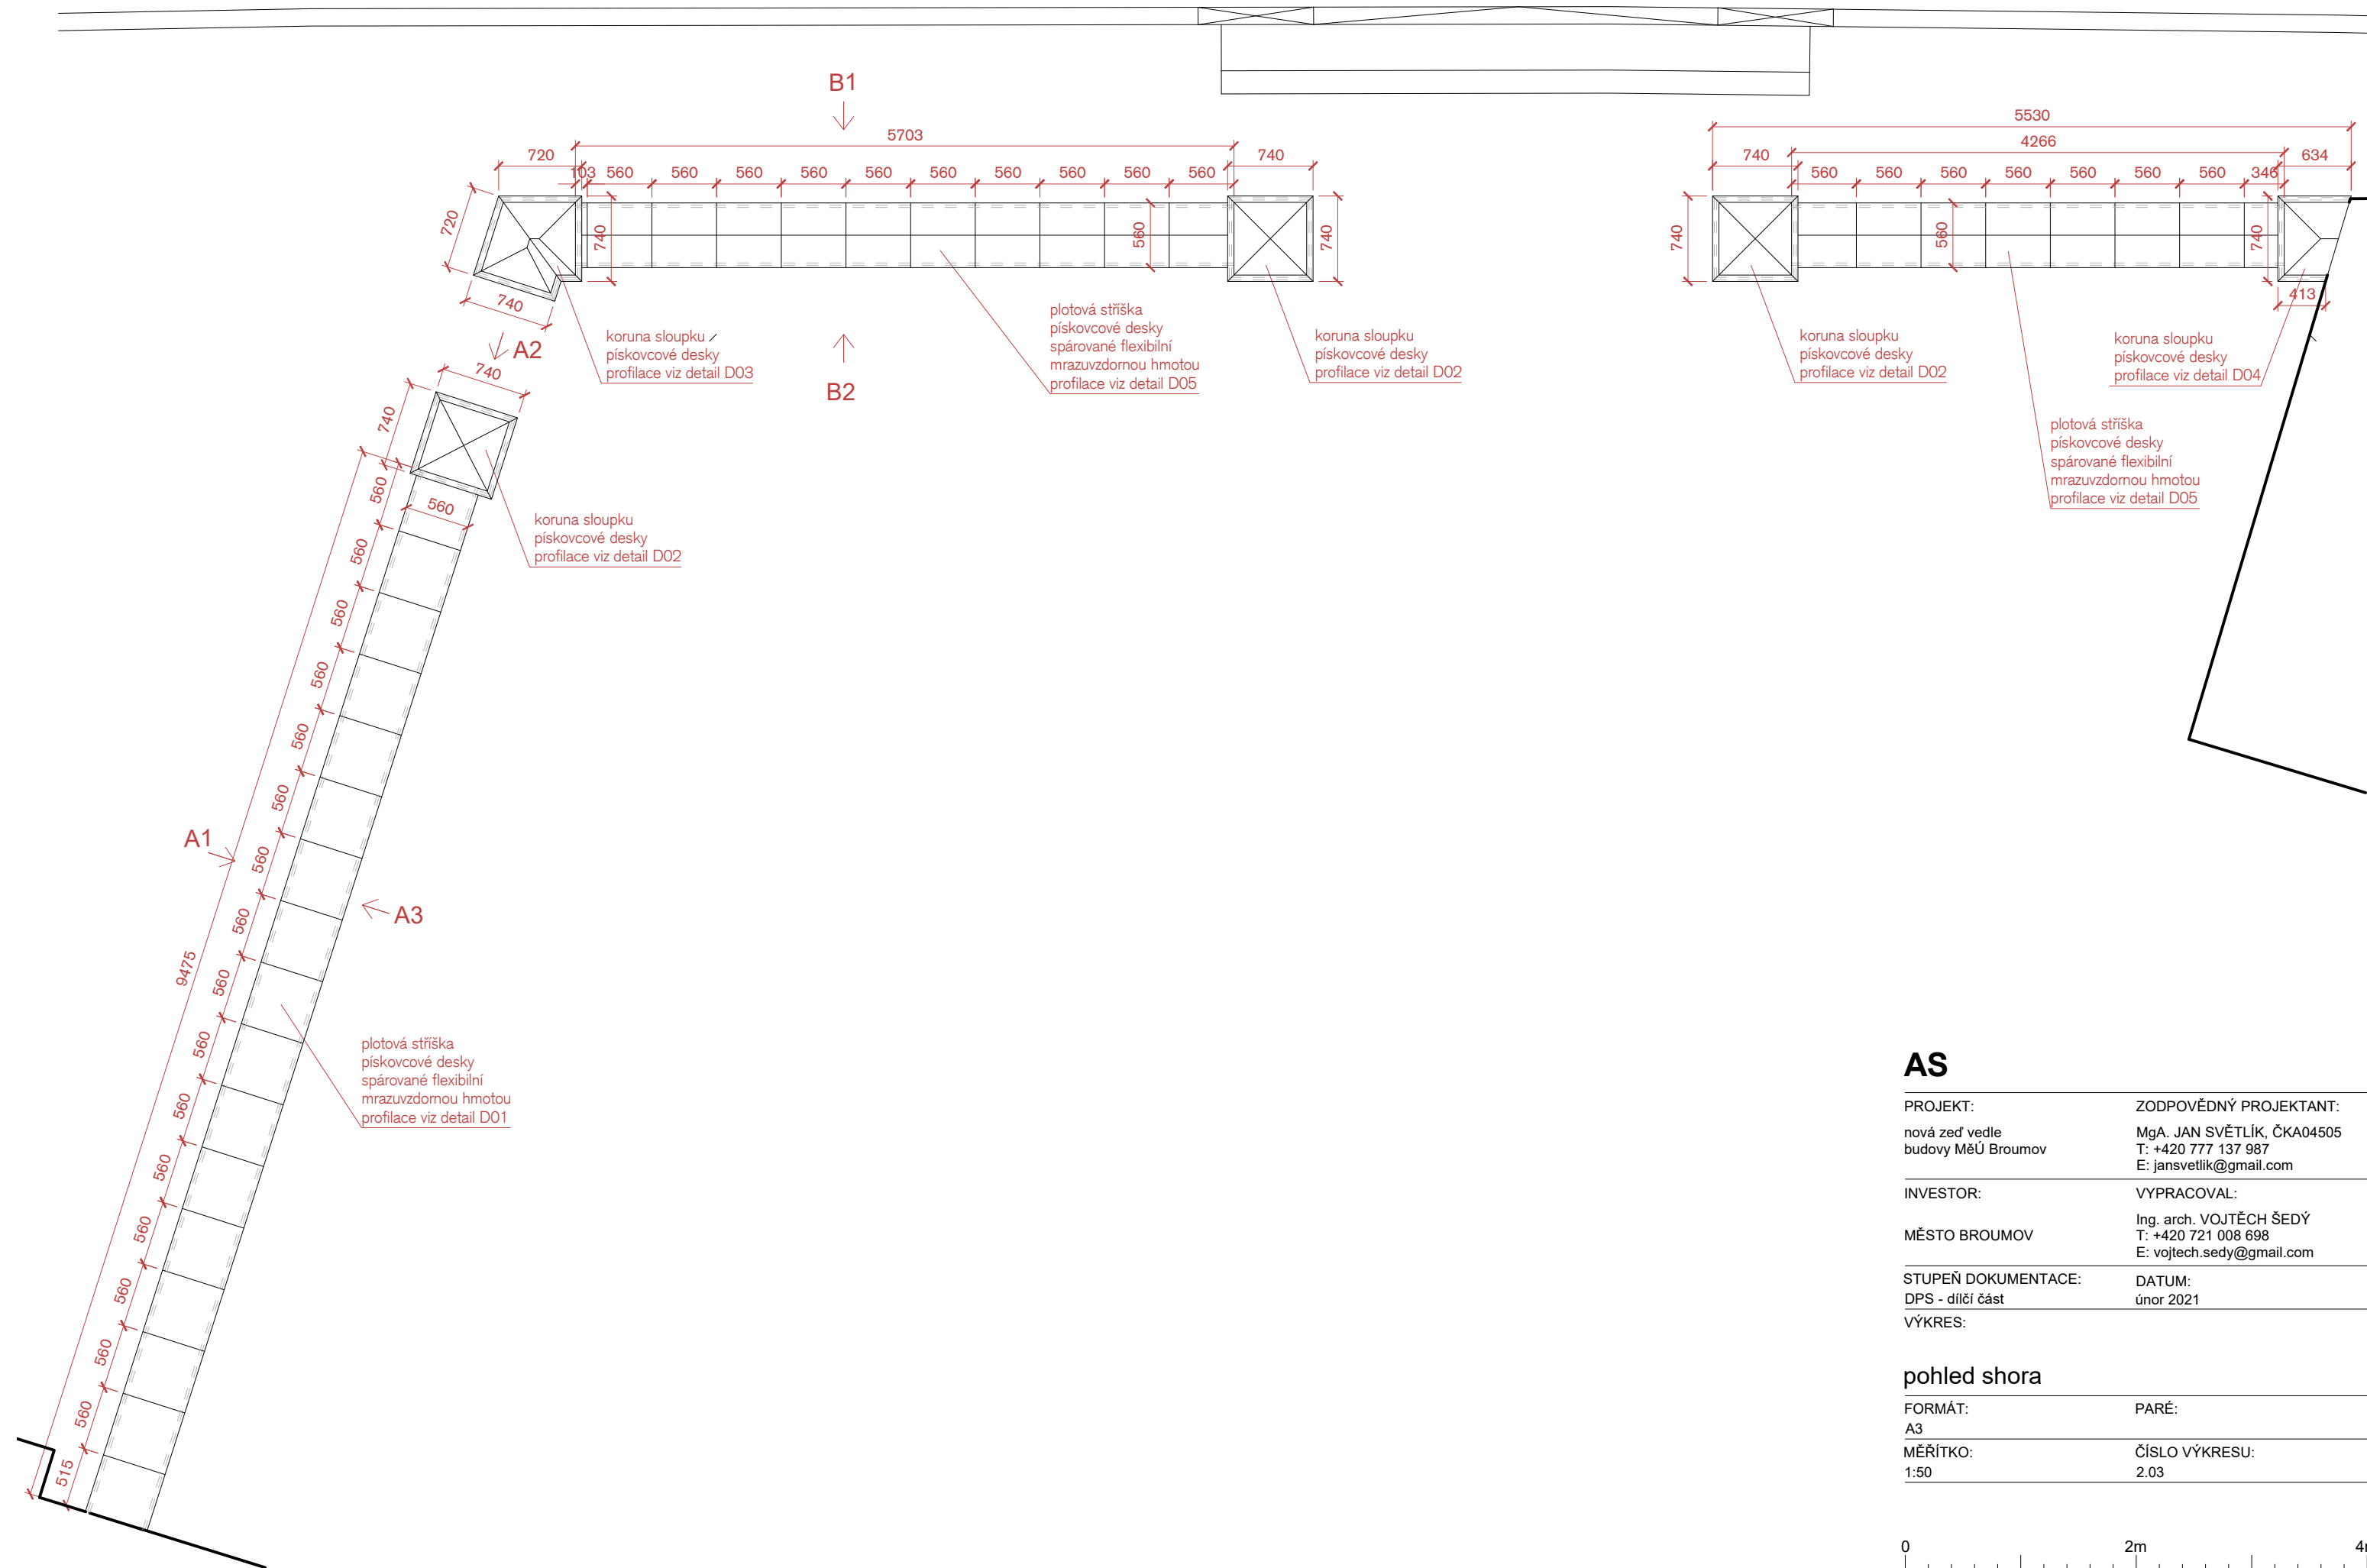 B1
5703
720
103
560
560
560
560
560
560
560
560
560
560
740
720
740
740
560
740
740
koruna sloupku
pískovcové desky
profilace viz detail D03
plotová stříška
pískovcové desky
spárované flexibilní
mrazuvzdornou hmotou
profilace viz detail D05
koruna sloupku
pískovcové desky
profilace viz detail D02
B2
5530
4266
740
560
560
560
560
560
560
560
346
634
740
560
740
413
koruna sloupku
pískovcové desky
profilace viz detail D02
koruna sloupku
pískovcové desky
profilace viz detail D04
plotová stříška
pískovcové desky
spárované flexibilní
mrazuvzdornou hmotou
profilace viz detail D05
A2
740
740
560
560
koruna sloupku
pískovcové desky
profilace viz detail D02
560
560
560
560
560
A1
560
A3
560
9475
560
560
560
560
560
560
560
560
515
plotová stříška
pískovcové desky
spárované flexibilní
mrazuvzdornou hmotou
profilace viz detail D01
AS
PROJEKT:
nová zeď vedle
budovy MěÚ Broumov
ZODPOVĚDNÝ PROJEKTANT:
MgA. JAN SVĚTLÍK, ČKA04505
T: +420 777 137 987
E: jansvetlik@gmail.com
INVESTOR:
MĚSTO BROUMOV
VYPRACOVAL:
Ing. arch. VOJTĚCH ŠEDÝ
T: +420 721 008 698
E: vojtech.sedy@gmail.com
STUPEŇ DOKUMENTACE:
DPS - dílčí část
DATUM:
únor 2021
VÝKRES:
pohled shora
FORMÁT:
A3
PARÉ:
MĚŘÍTKO:
1:50
ČÍSLO VÝKRESU:
2.03
0
2m